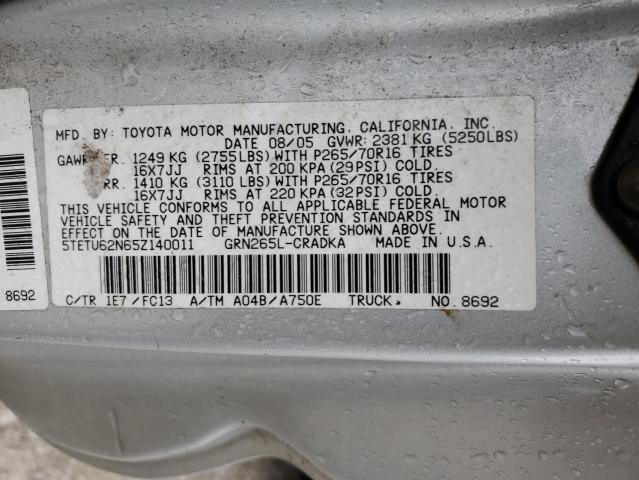 MFD. BY: TOYOTA MOTOR MANUFACTURING, CALIFORNIA, INC.
DATE 08/05 GVWR: 2381 KG (5250LBS)
FR. 1249 KG (2755LBS) WITH P265/70R16 TIRES
16X7JJ RIMS AT 200 KPA (29PSI) COLD.
RR. 1410 KG (3110 LBS) WITH P265/70R16 TIRES
16X7JJ RIMS AT 220 KPA (32PSI) COLD.
THIS VEHICLE CONFORMS TO ALL APPLICABLE FEDERAL MOTOR
VEHICLE SAFETY AND THEFT PREVENTION STANDARDS IN
EFFECT ON THE DATE OF MANUFACTURE SHOWN ABOVE.
5TETU62N65Z140011 GRN265L-CRADKA MADE IN U.S.A.
8692
C/TR 1E7/FC13 A/TM A04B/A750E TRUCK. NO. 8692